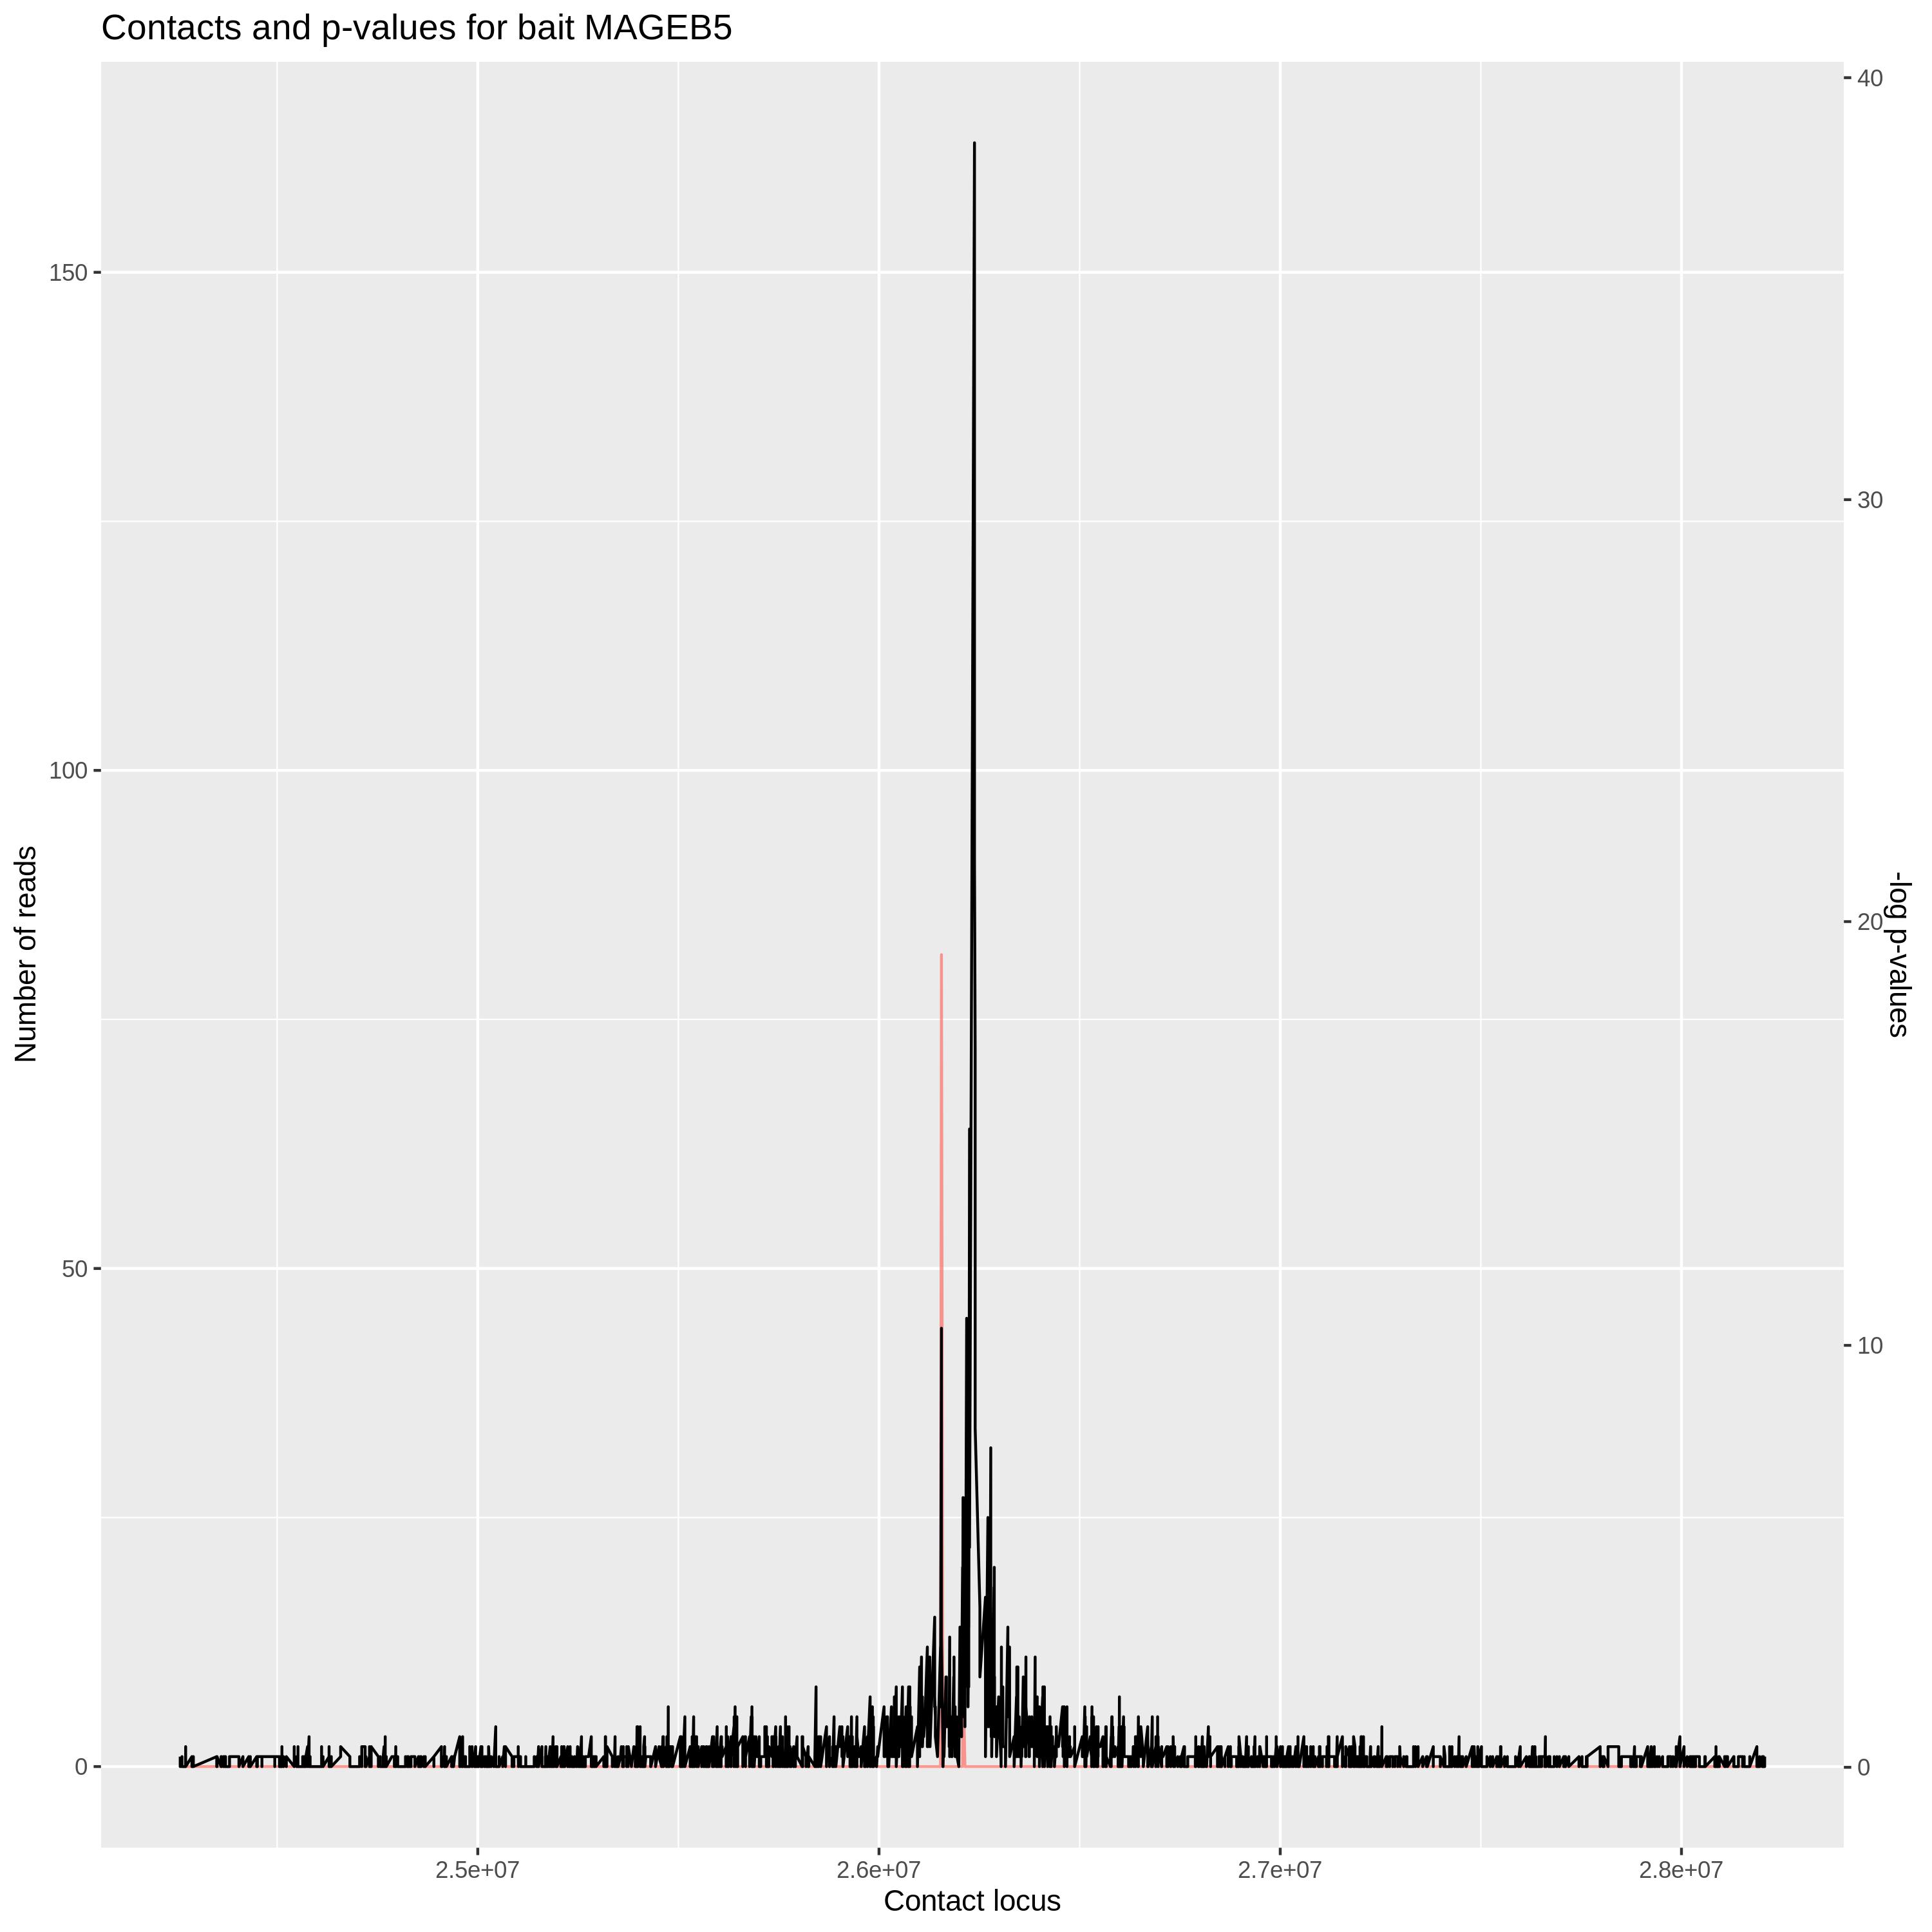 Contacts and p-values for bait MAGEB5
40
150
30
100
20
Number of reads
-log p-values
50
10
0
0
2.5e+07
2.6e+07
2.7e+07
2.8e+07
Contact locus